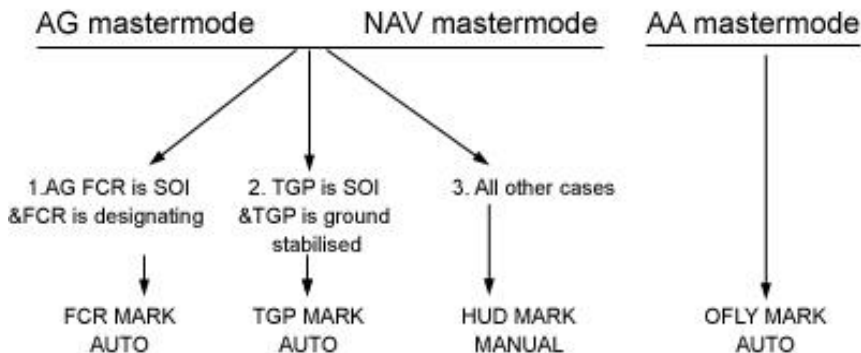 AG mastermode NAV mastermode AA mastermode
1.AG FCR is SOI
&FCR is designating
2. TGP is SOI
&TGP is ground
stabilised
3. All other cases
FCR MARK
AUTO
TGP MARK
AUTO
HUD MARK
MANUAL
OFLY MARK
AUTO